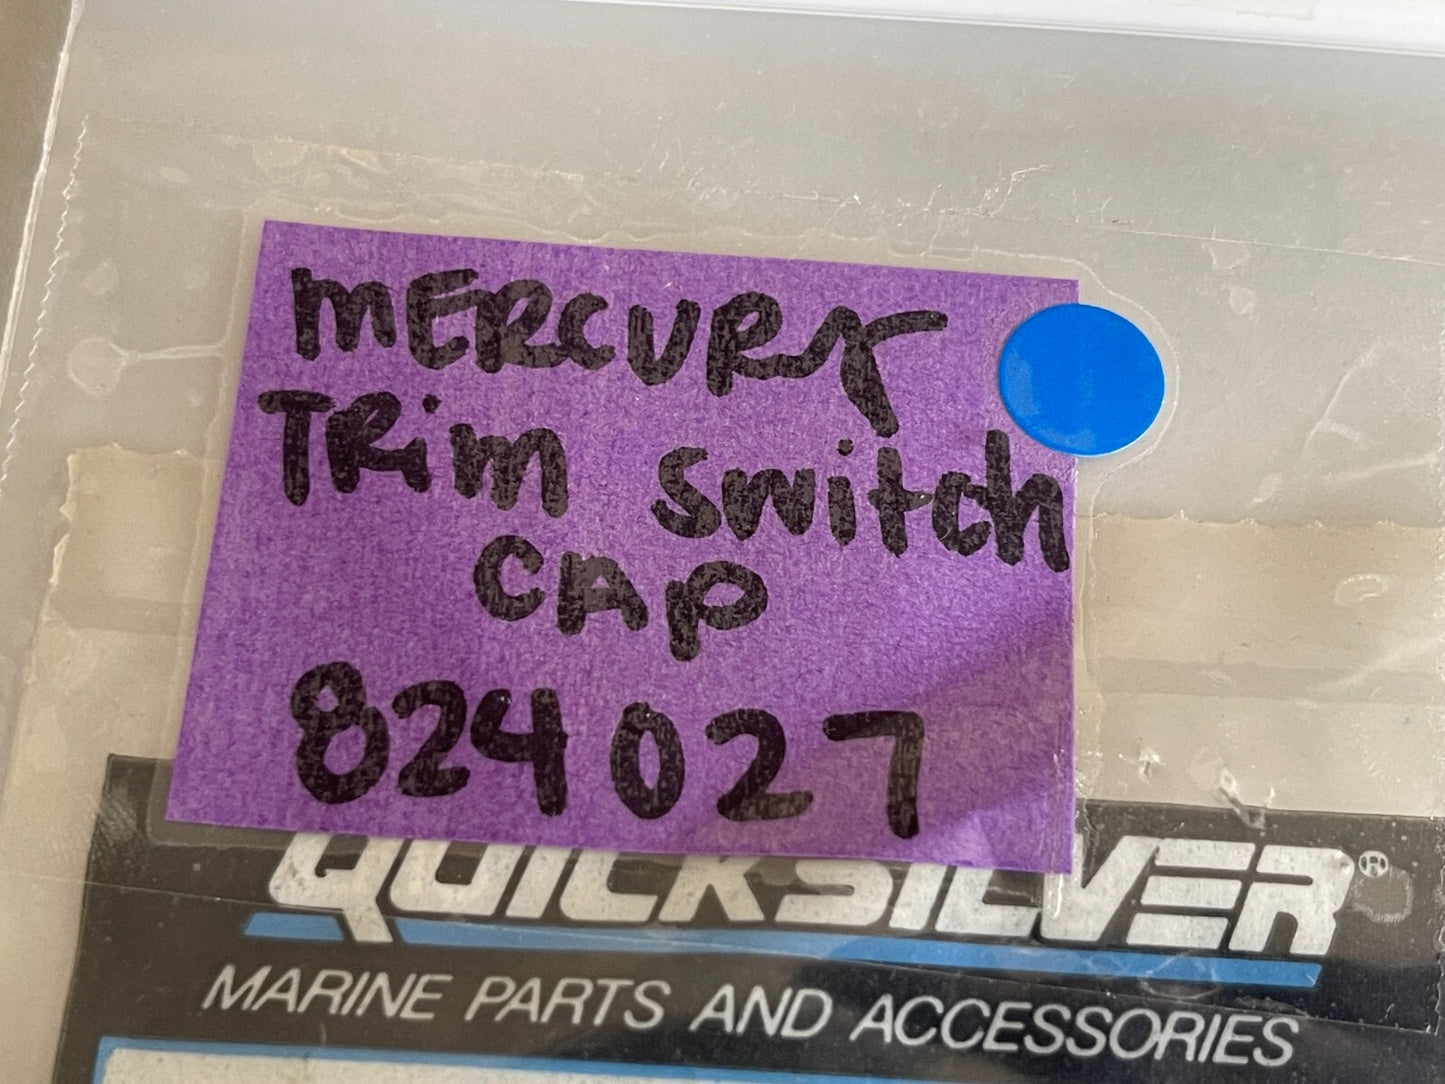 MERCURY
TRiM SwitcH
CAP
824027
QUICKSILVER®
MARINE PARTS AND ACCESSORIES